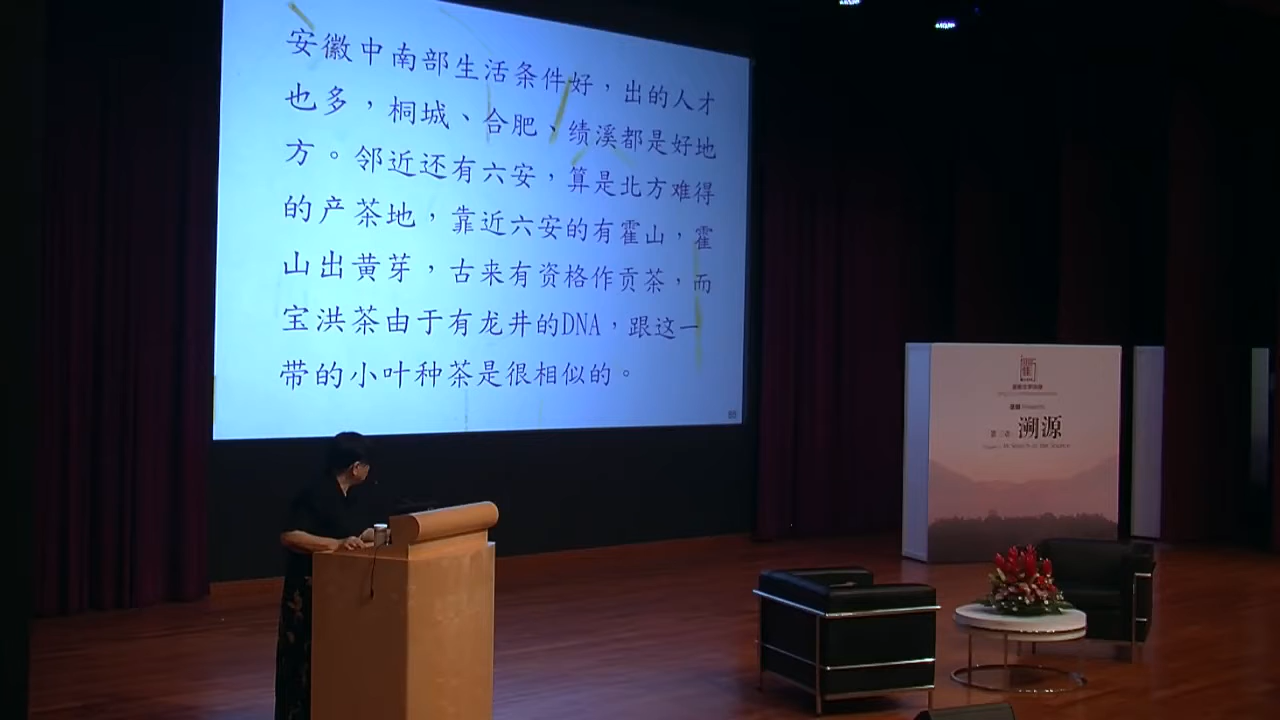 安徽中南部生活条件好，出的人才
也多，桐城、合肥、绩溪都是好地
方。邻近还有六安，算是北方难得
的产茶地，靠近六安的有霍山，霍
山出黄芽，古来有资格作贡茶，而
宝洪茶由于有龙井的DNA，跟这一
带的小叶种茶是很相似的。
溯源